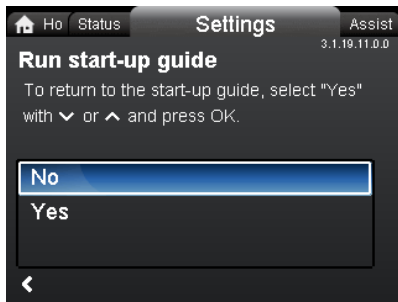 Ho Status Settings Assist
3.1.19.11.0.0
Run start-up guide
To return to the start-up guide, select "Yes"
with or and press OK.
No
Yes